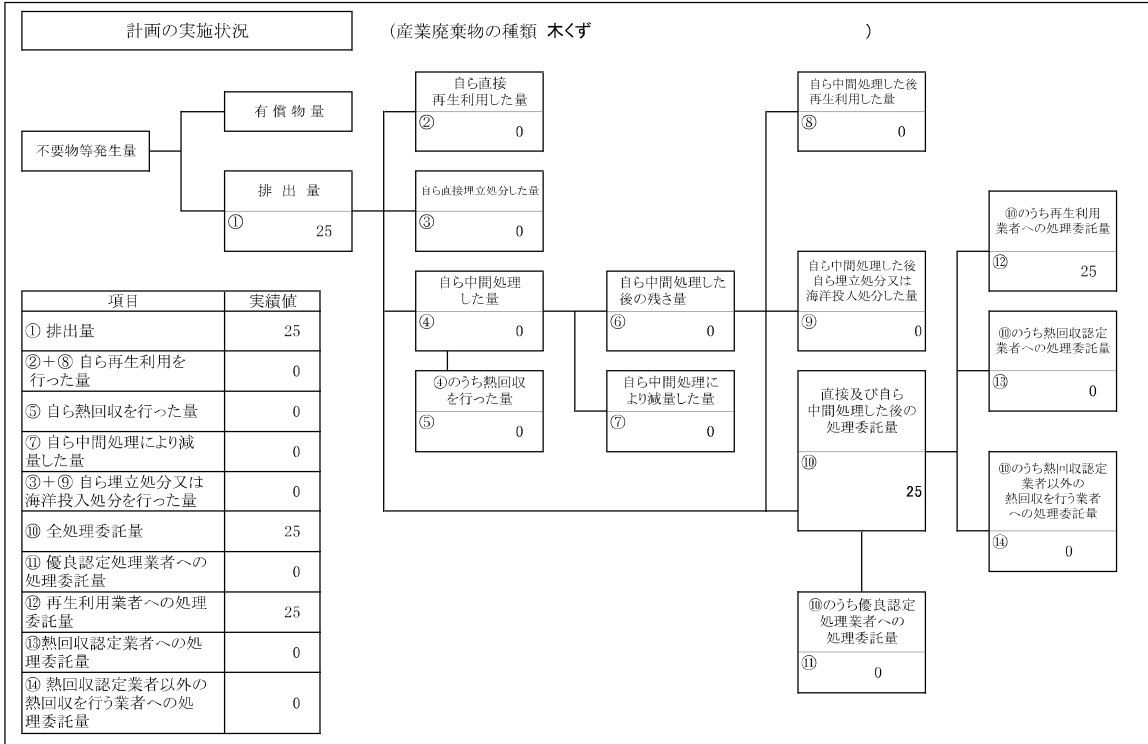 計画の実施状況
(産業廃棄物の種類 木くず )
不要物等発生量
有償物量
排出量
①
25
自ら直接
再生利用した量
②
0
自ら直接埋立処分した量
③
0
自ら中間処理
した量
④
0
④のうち熱回収
を行った量
⑤
0
自ら中間処理した
後の残さ量
⑥
0
自ら中間処理に
より減量した量
⑦
0
自ら中間処理した後
再生利用した量
⑧
0
自ら中間処理した後
自ら埋立処分又は
海洋投入処分した量
⑨
0
直接及び自ら
中間処理した後の
処理委託量
⑩
25
⑩のうち優良認定
処理業者への
処理委託量
⑪
0
⑩のうち再生利用
業者への処理委託量
⑫
25
⑩のうち熱回収認定
業者への処理委託量
⑬
0
⑩のうち熱回収認定
業者以外の
熱回収を行う業者
への処理委託量
⑭
0
項目 実績値
① 排出量 25
②+⑧ 自ら再生利用を
行った量 0
⑤ 自ら熱回収を行った量 0
⑦ 自ら中間処理により減
量した量 0
③+⑨ 自ら埋立処分又は
海洋投入処分を行った量 0
⑩ 全処理委託量 25
⑪ 優良認定処理業者への
処理委託量 0
⑫ 再生利用業者への処理
委託量 25
⑬熱回収認定業者への処
理委託量 0
⑭ 熱回収認定業者以外の
熱回収を行う業者への処
理委託量 0